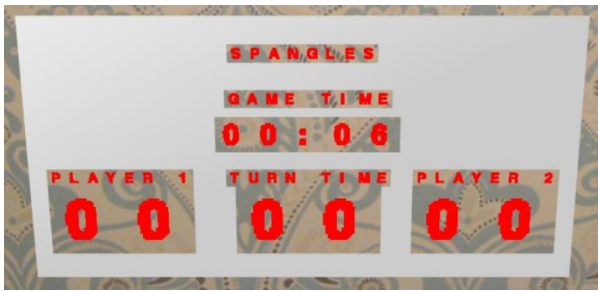 SPANGLES
GAME TIME
00:06
PLAYER 1 TURN TIME PLAYER 2
00 00 00